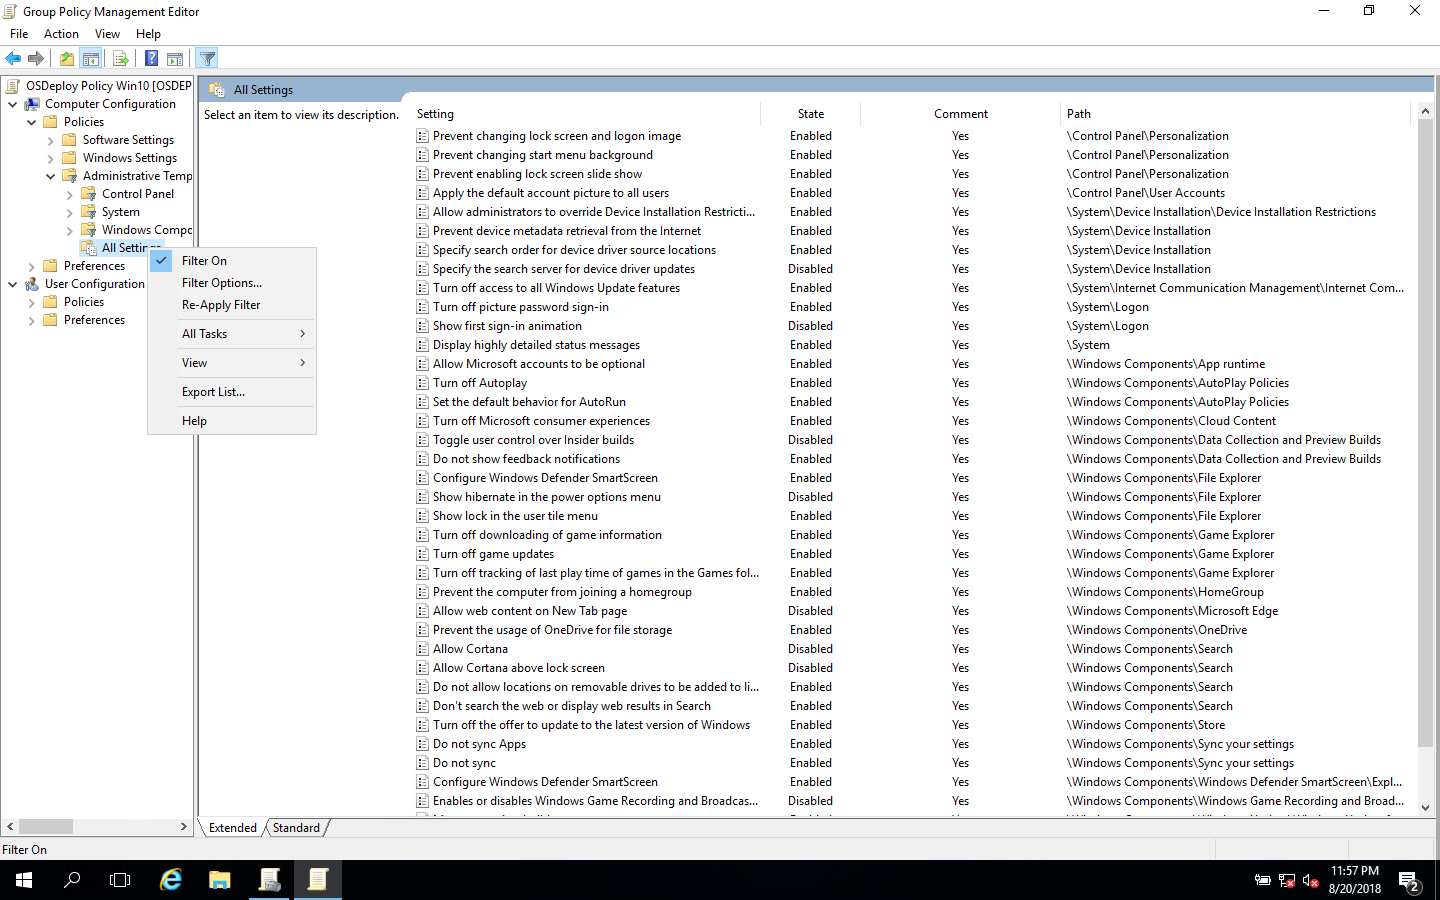 Group Policy Management Editor
File Action View Help
OSDeploy Policy Win10 [OSDEP
Computer Configuration
Policies
Software Settings
Windows Settings
Administrative Temp
Control Panel
System
Windows Compc
All Settings
Preferences
User Configuration
Policies
Preferences
Filter On
Filter Options...
Re-Apply Filter
All Tasks
View
Export List...
Help
All Settings
Select an item to view its description.
Setting State Comment Path
Prevent changing lock screen and logon image Enabled Yes \Control Panel\Personalization
Prevent changing start menu background Enabled Yes \Control Panel\Personalization
Prevent enabling lock screen slide show Enabled Yes \Control Panel\Personalization
Apply the default account picture to all users Enabled Yes \Control Panel\User Accounts
Allow administrators to override Device Installation Restricti... Enabled Yes \System\Device Installation\Device Installation Restrictions
Prevent device metadata retrieval from the Internet Enabled Yes \System\Device Installation
Specify search order for device driver source locations Enabled Yes \System\Device Installation
Specify the search server for device driver updates Disabled Yes \System\Device Installation
Turn off access to all Windows Update features Enabled Yes \System\Internet Communication Management\Internet Com...
Turn off picture password sign-in Enabled Yes \System\Logon
Show first sign-in animation Disabled Yes \System\Logon
Display highly detailed status messages Enabled Yes \System
Allow Microsoft accounts to be optional Enabled Yes \Windows Components\App runtime
Turn off Autoplay Enabled Yes \Windows Components\AutoPlay Policies
Set the default behavior for AutoRun Enabled Yes \Windows Components\AutoPlay Policies
Turn off Microsoft consumer experiences Enabled Yes \Windows Components\Cloud Content
Toggle user control over Insider builds Disabled Yes \Windows Components\Data Collection and Preview Builds
Do not show feedback notifications Enabled Yes \Windows Components\Data Collection and Preview Builds
Configure Windows Defender SmartScreen Enabled Yes \Windows Components\File Explorer
Show hibernate in the power options menu Disabled Yes \Windows Components\File Explorer
Show lock in the user tile menu Enabled Yes \Windows Components\File Explorer
Turn off downloading of game information Enabled Yes \Windows Components\Game Explorer
Turn off game updates Enabled Yes \Windows Components\Game Explorer
Turn off tracking of last play time of games in the Games fol... Enabled Yes \Windows Components\Game Explorer
Prevent the computer from joining a homegroup Enabled Yes \Windows Components\HomeGroup
Allow web content on New Tab page Disabled Yes \Windows Components\Microsoft Edge
Prevent the usage of OneDrive for file storage Enabled Yes \Windows Components\OneDrive
Allow Cortana Disabled Yes \Windows Components\Search
Allow Cortana above lock screen Disabled Yes \Windows Components\Search
Do not allow locations on removable drives to be added to li... Enabled Yes \Windows Components\Search
Don't search the web or display web results in Search Enabled Yes \Windows Components\Search
Turn off the offer to update to the latest version of Windows Enabled Yes \Windows Components\Store
Do not sync Apps Enabled Yes \Windows Components\Sync your settings
Do not sync Enabled Yes \Windows Components\Sync your settings
Configure Windows Defender SmartScreen Enabled Yes \Windows Components\Windows Defender SmartScreen\Expl...
Enables or disables Windows Game Recording and Broadcas... Disabled Yes \Windows Components\Windows Game Recording and Broad...
Extended Standard
Filter On
11:57 PM
8/20/2018
2